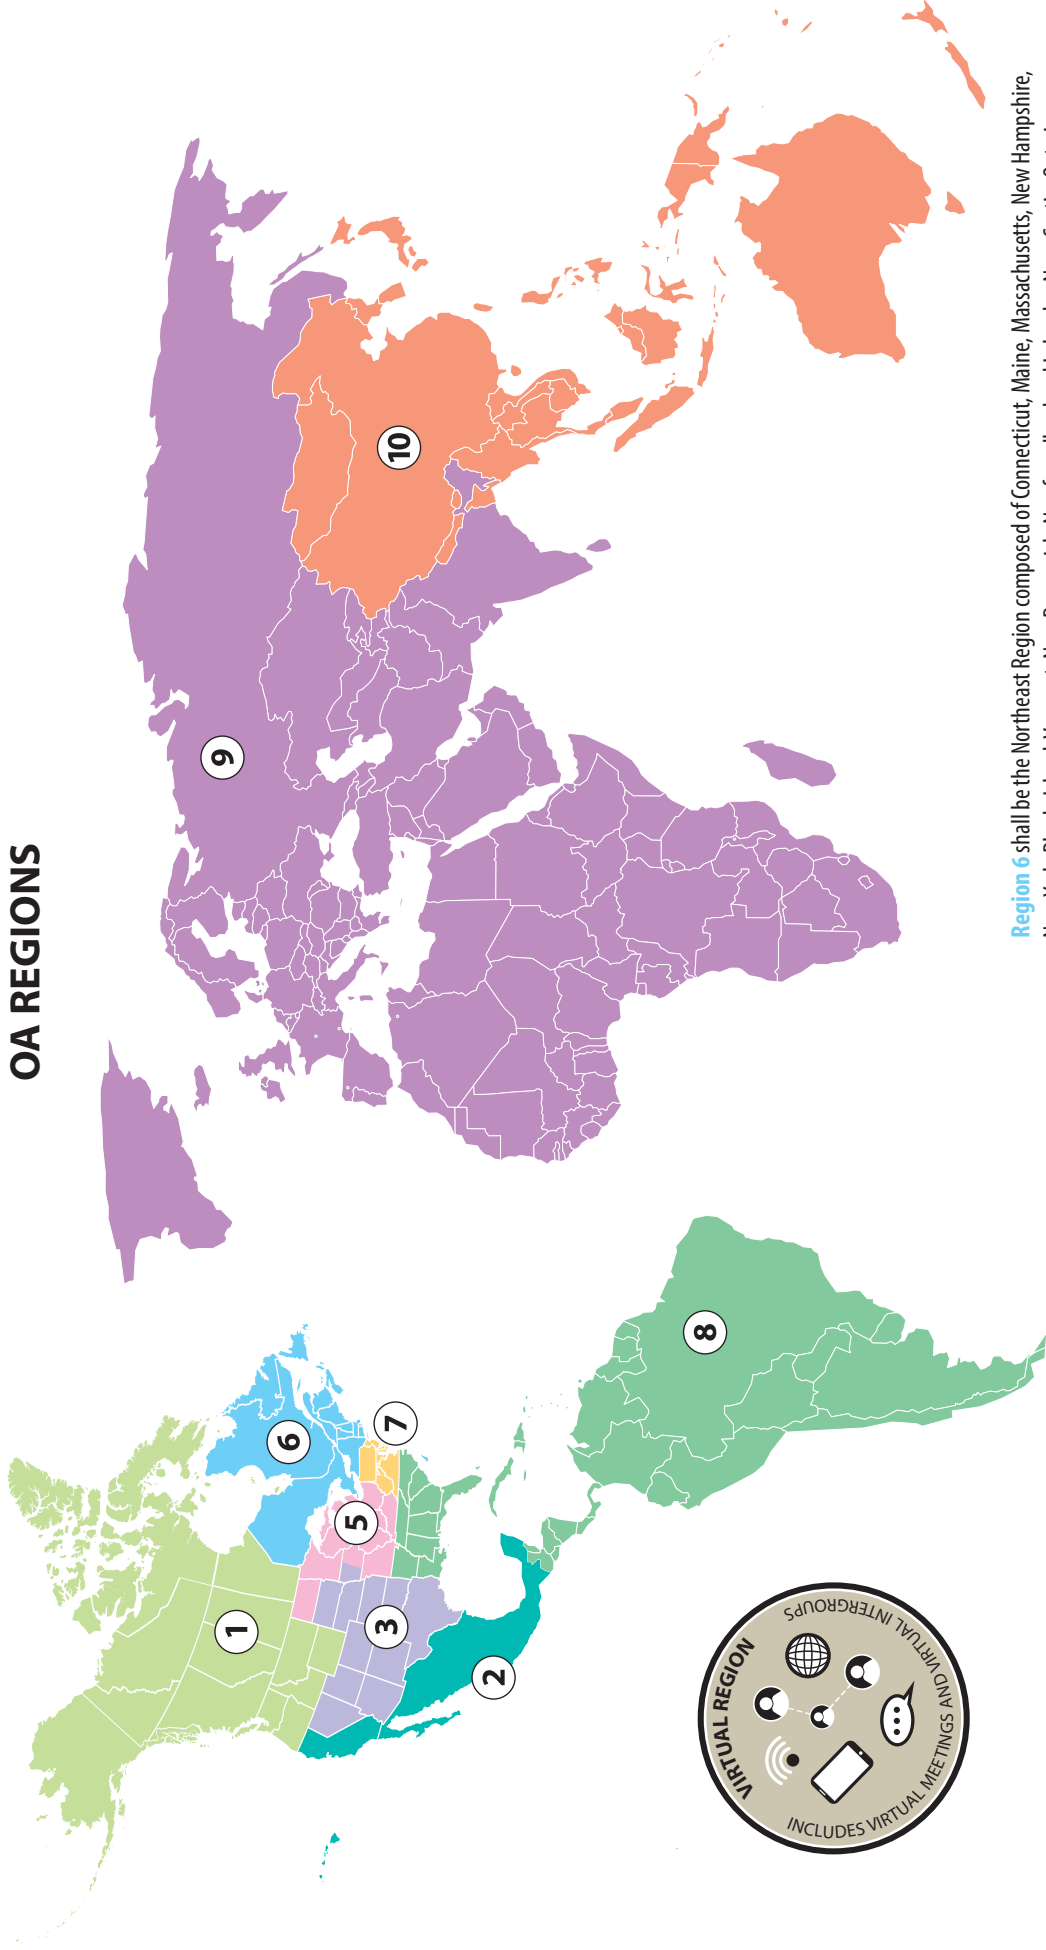 OA REGIONS
1
2
3
5
6
7
8
9
10
VIRTUAL REGION
INCLUDES VIRTUAL MEETINGS AND VIRTUAL INTERGROUPS
Region 6 shall be the Northeast Region composed of Connecticut, Maine, Massachusetts, New Hampshire,